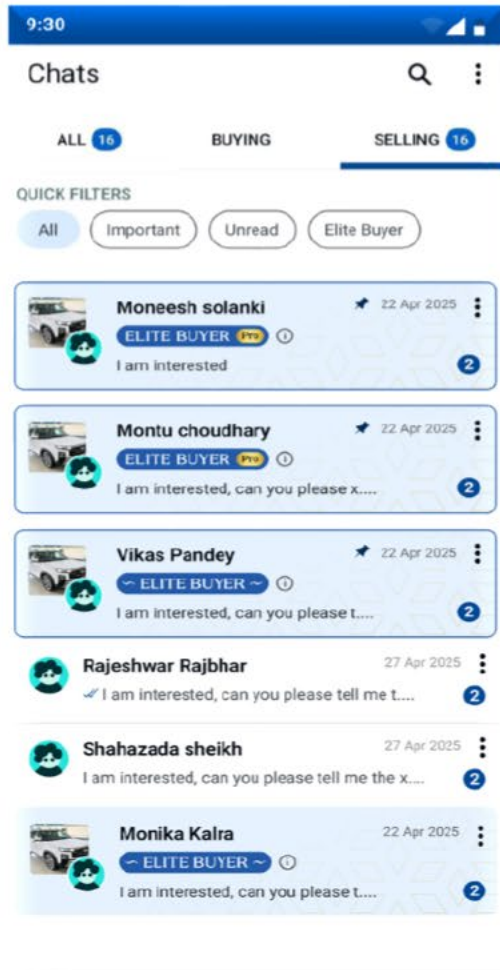 9:30
Chats
ALL 16 BUYING SELLING 16
QUICK FILTERS
All Important Unread Elite Buyer
Moneesh solanki 22 Apr 2025
ELITE BUYER Pro
I am interested
2
Montu choudhary 22 Apr 2025
ELITE BUYER Pro
I am interested, can you please x....
2
Vikas Pandey 22 Apr 2025
~ ELITE BUYER ~
I am interested, can you please t....
2
Rajeshwar Rajbhar 27 Apr 2025
I am interested, can you please tell me t.... 2
Shahazada sheikh 27 Apr 2025
I am interested, can you please tell me the x.... 2
Monika Kalra 22 Apr 2025
~ ELITE BUYER ~
I am interested, can you please t.... 2